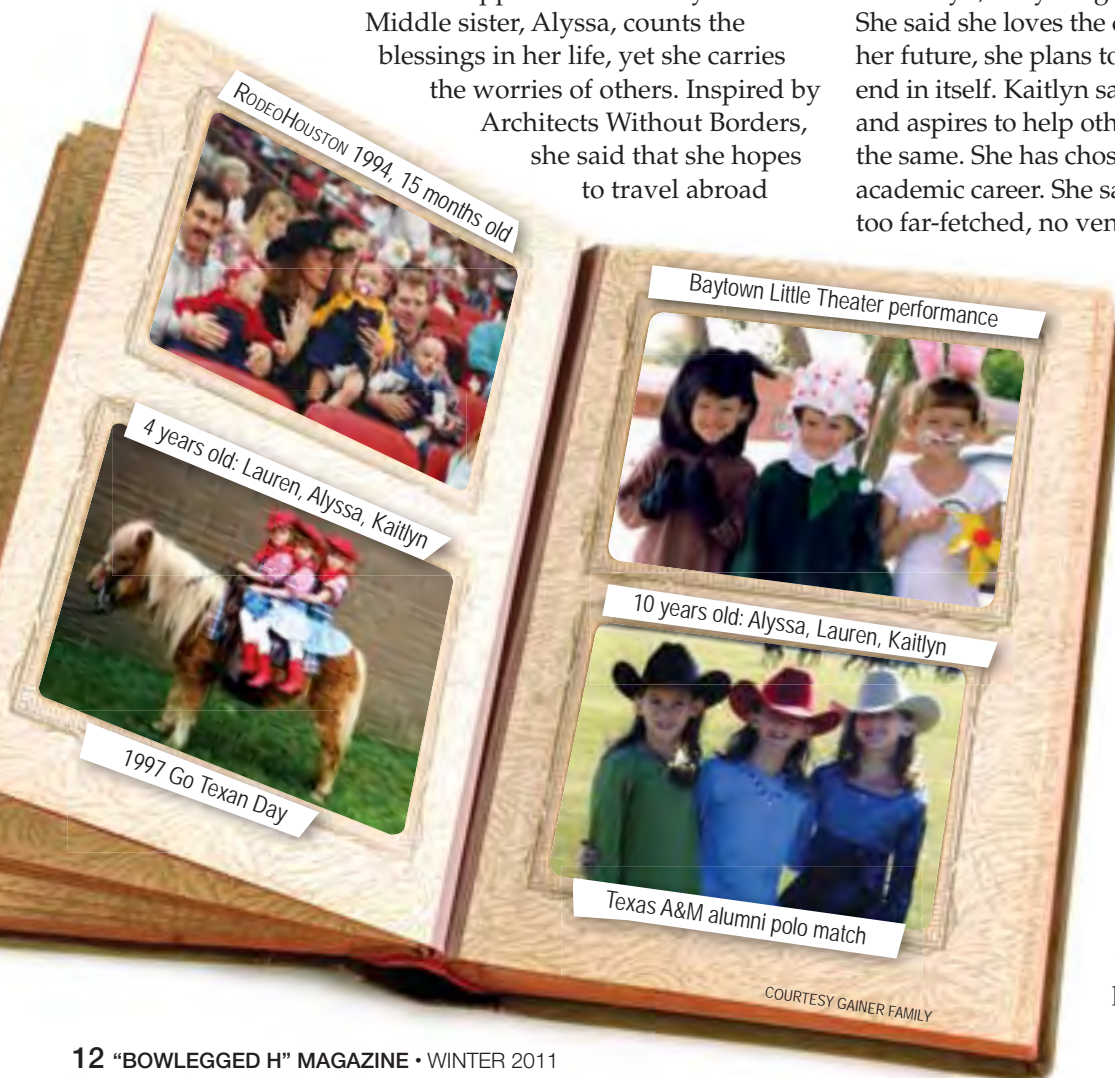 Middle sister, Alyssa, counts the
blessings in her life, yet she carries
the worries of others. Inspired by
Architects Without Borders,
she said that she hopes
to travel abroad
She said she loves the
her future, she plans to
end in itself. Kaitlyn
and aspires to help
the same. She has
academic career. She
too far-fetched, no
RODEOHOUSTON 1994, 15 months old
4 years old: Lauren, Alyssa, Kaitlyn
1997 Go Texan Day
Baytown Little Theater performance
10 years old: Alyssa, Lauren, Kaitlyn
Texas A&M alumni polo match
COURTESY GAINER FAMILY
12 "BOWLEGGED H" MAGAZINE • WINTER 2011